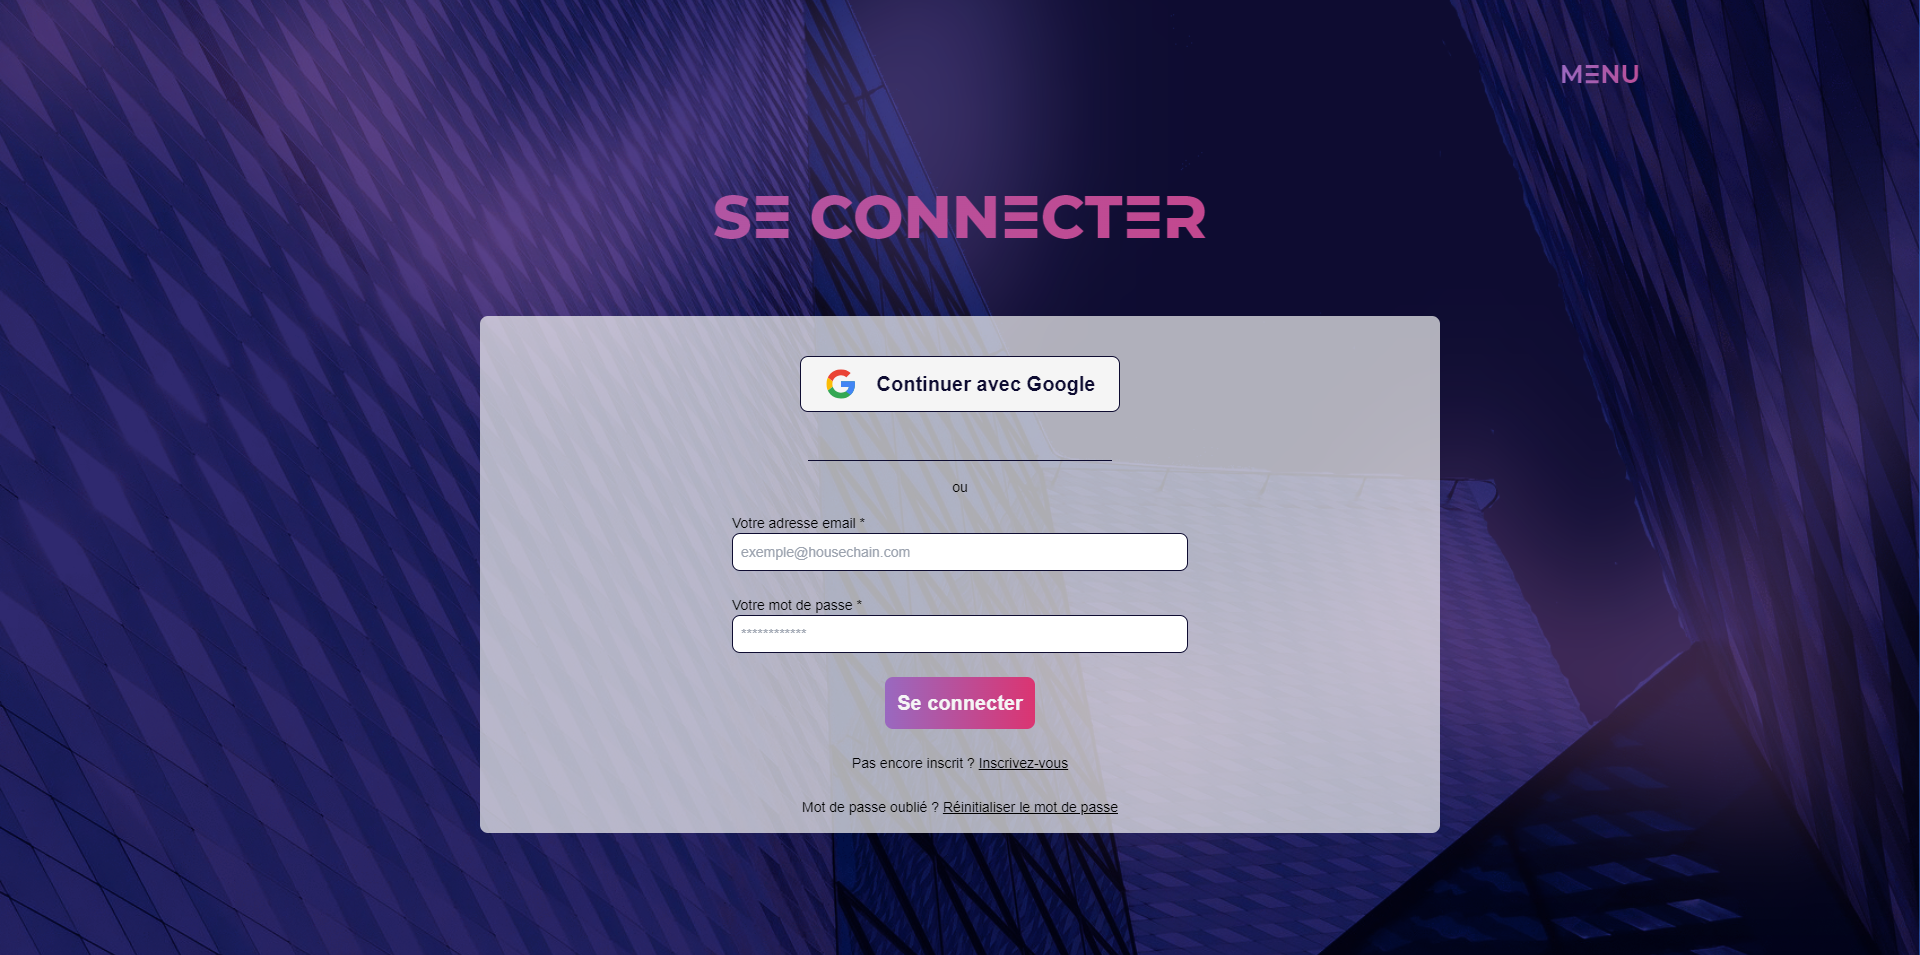 MENU
SE CONNECTER
Continuer avec Google
ou
Votre adresse email *
exemple@housechain.com
Votre mot de passe *
************
Se connecter
Pas encore inscrit ? Inscrivez-vous
Mot de passe oublié ? Réinitialiser le mot de passe